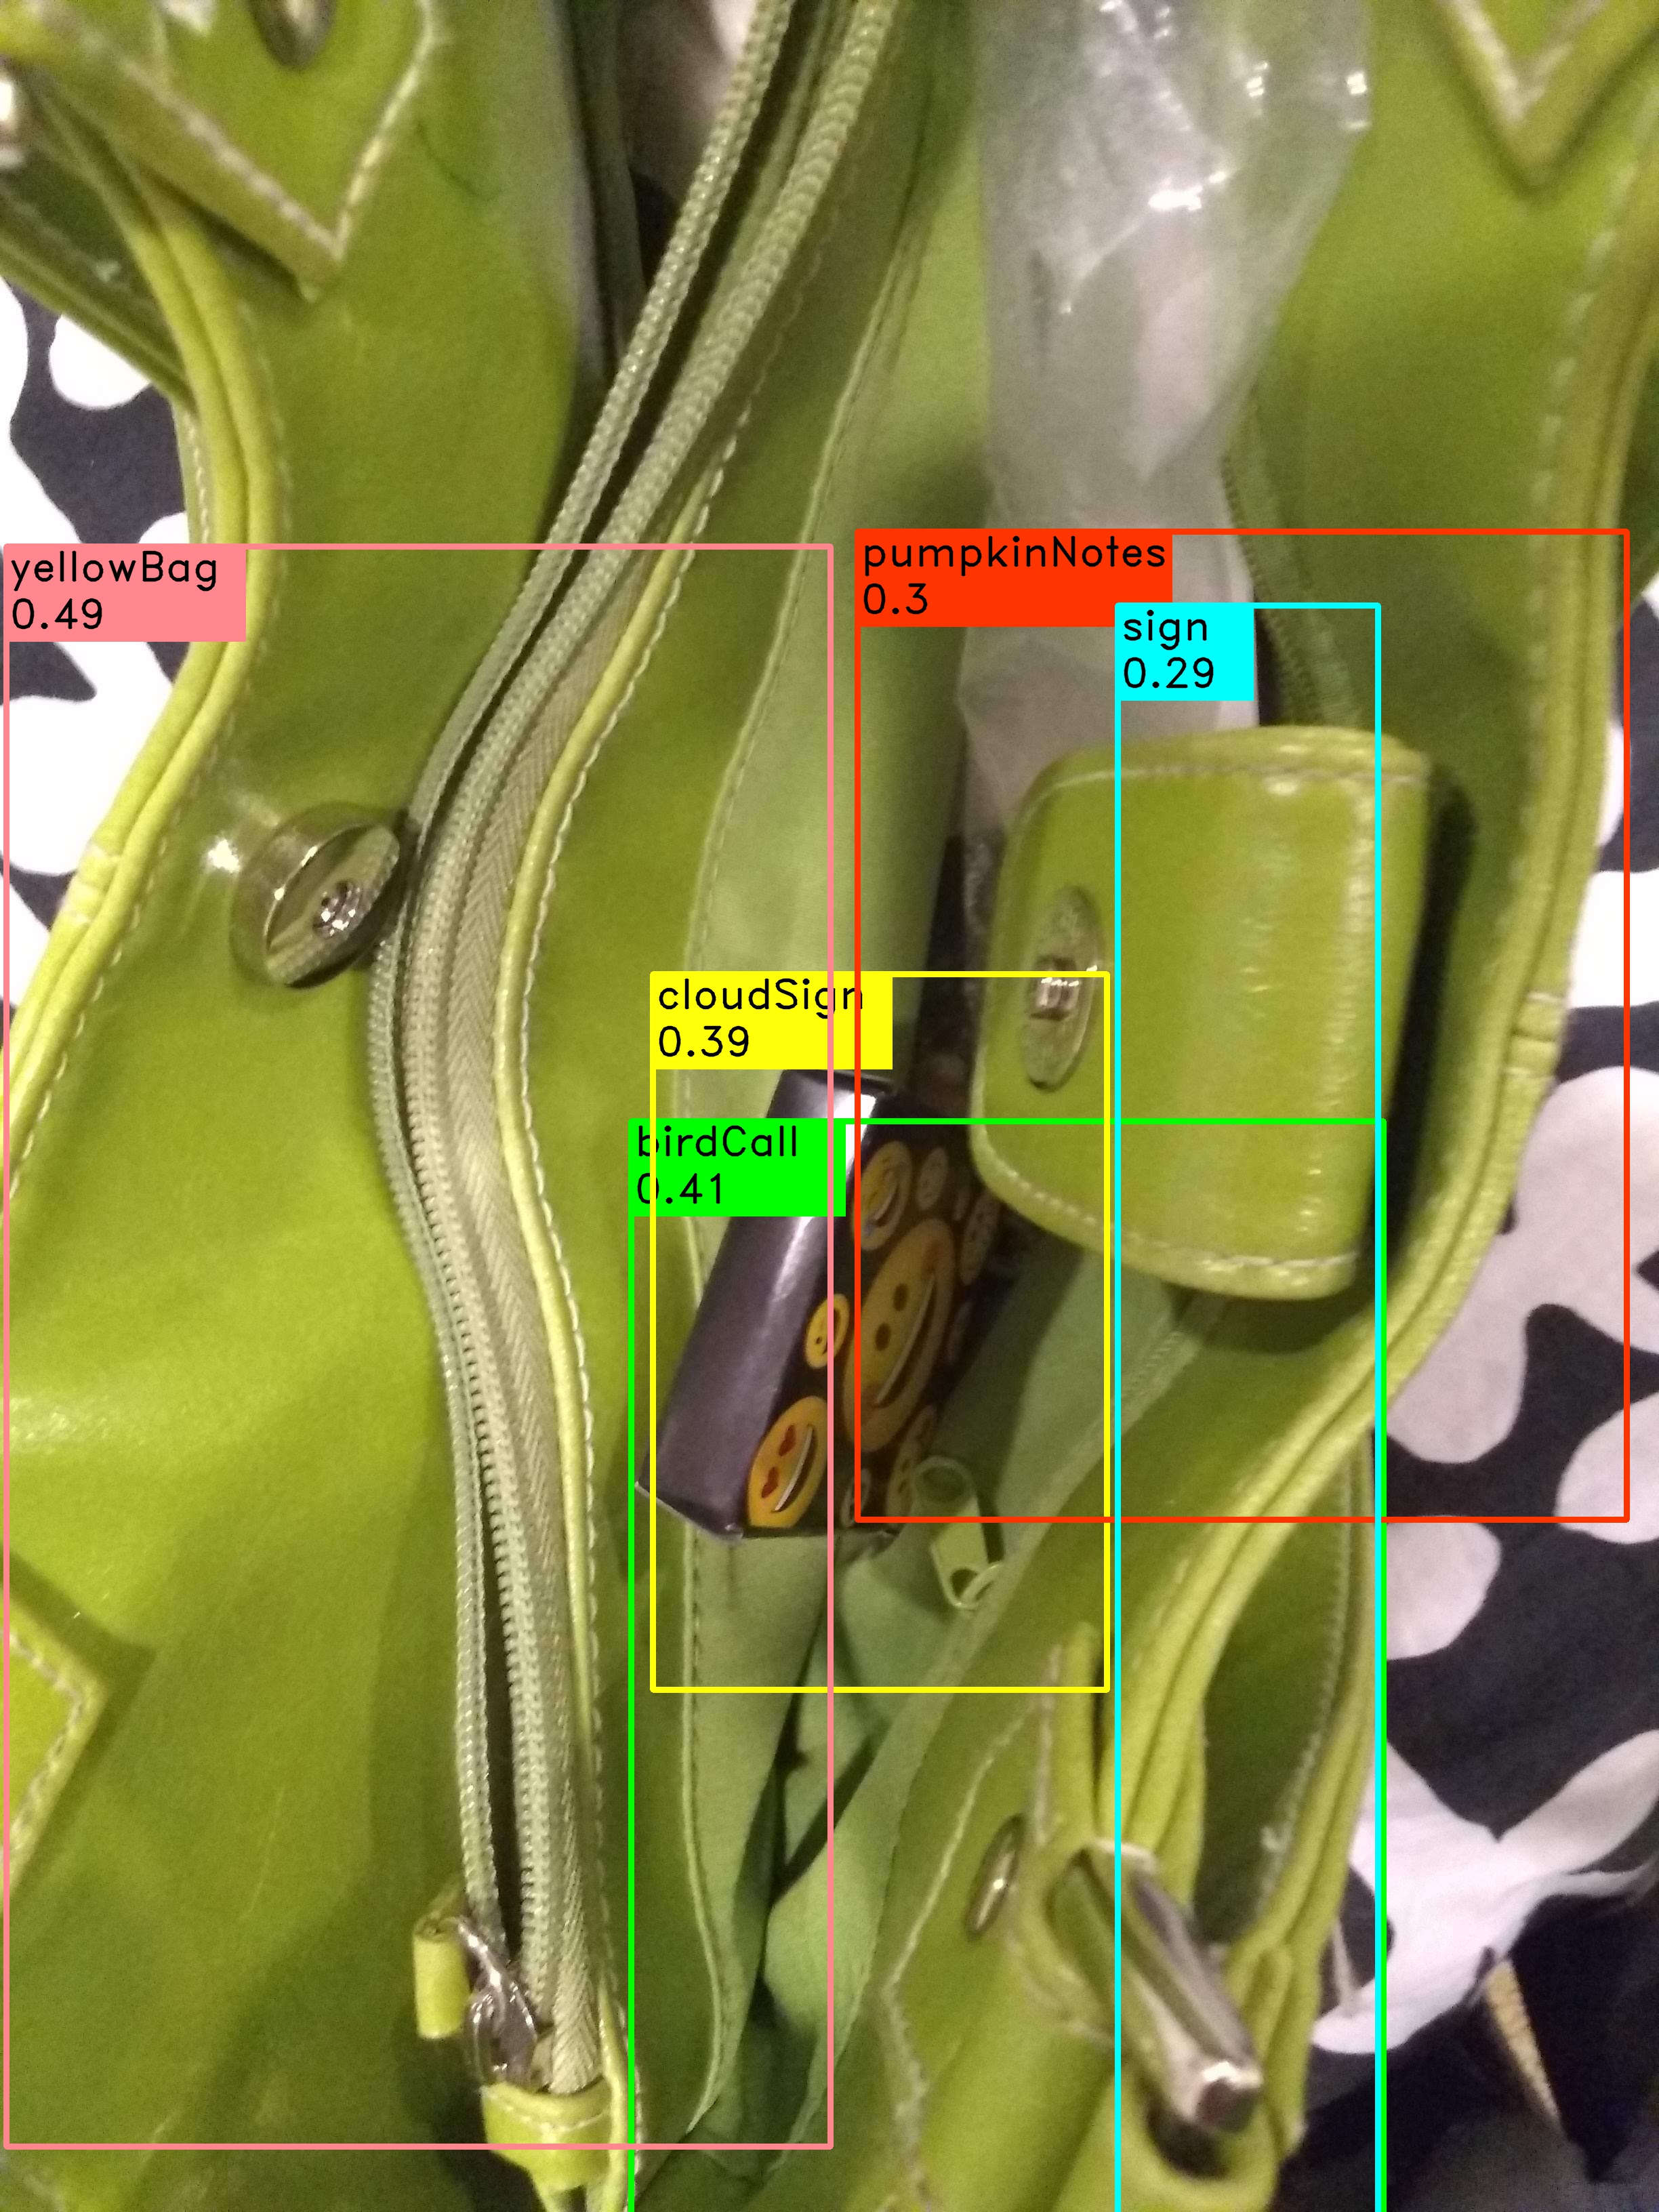 yellowBag
0.49
pumpkinNotes
0.3
sign
0.29
cloudSign
0.39
birdCall
0.41